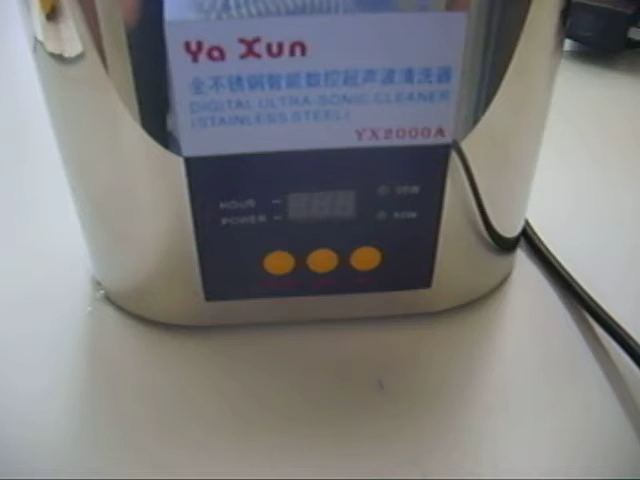 Ya Xun
全不锈钢智能数控超声波清洗器
DIGITAL ULTRA-SONIC CLEANER
(STAINLESS STEEL)
YX2000A
HOUR
POWER